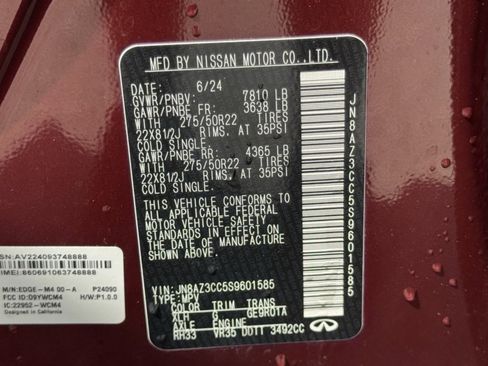 MFD BY NISSAN MOTOR CO.,LTD.
DATE: 6/24
GVWR/PNBV: 7810 LB
GAWR/PNBE FR: 3638 LB
WITH 275/50R22 TIRES
22X81/2J RIMS, AT 35PSI
COLD SINGLE.
GAWR/PNBE RR: 4365 LB
WITH 275/50R22 TIRES
22X81/2J RIMS, AT 35PSI
COLD SINGLE.
THIS VEHICLE CONFORMS TO
ALL APPLICABLE FEDERAL
MOTOR VEHICLE SAFETY
STANDARDS IN EFFECT ON
THE DATE OF MANUFACTURE
SHOWN ABOVE.
VIN:JN8AZ3CC5S9601585
TYPE:MPV
COLOR TRIM TRANS
CCH G GE9R01A
AXLE ENGINE
RH33 VR35 DDTT 3492CC
JN8AZ3CC5S9601585
SN:AV224093748888
IMEI:860691063748888
M/N:EDGE-M4 00-A P24090
FCC ID:O9YWCM4 H/W:P1.0.0
IC:22952-WCM4
Designed in California